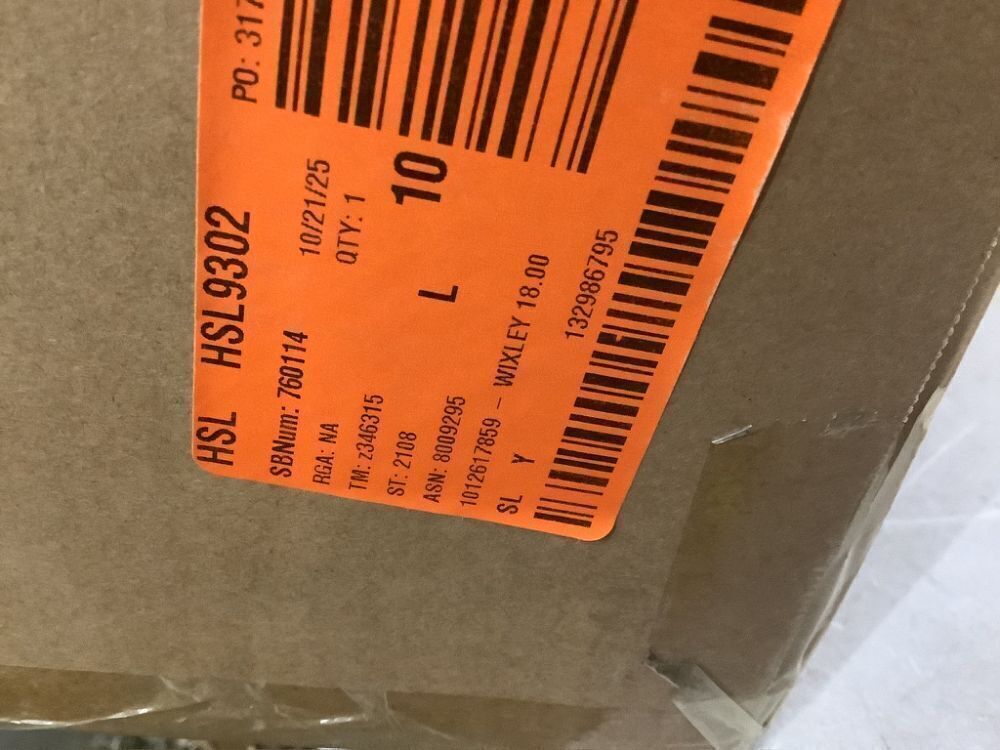 HSL HSL9302
PO: 317
SBNum: 760114
10/21/25
RGA: NA
QTY: 1
TM: z346315
ST: 2108
L 10
ASN: 8009295
1012617859 – WIXLEY 18.00
SL Y
132986795